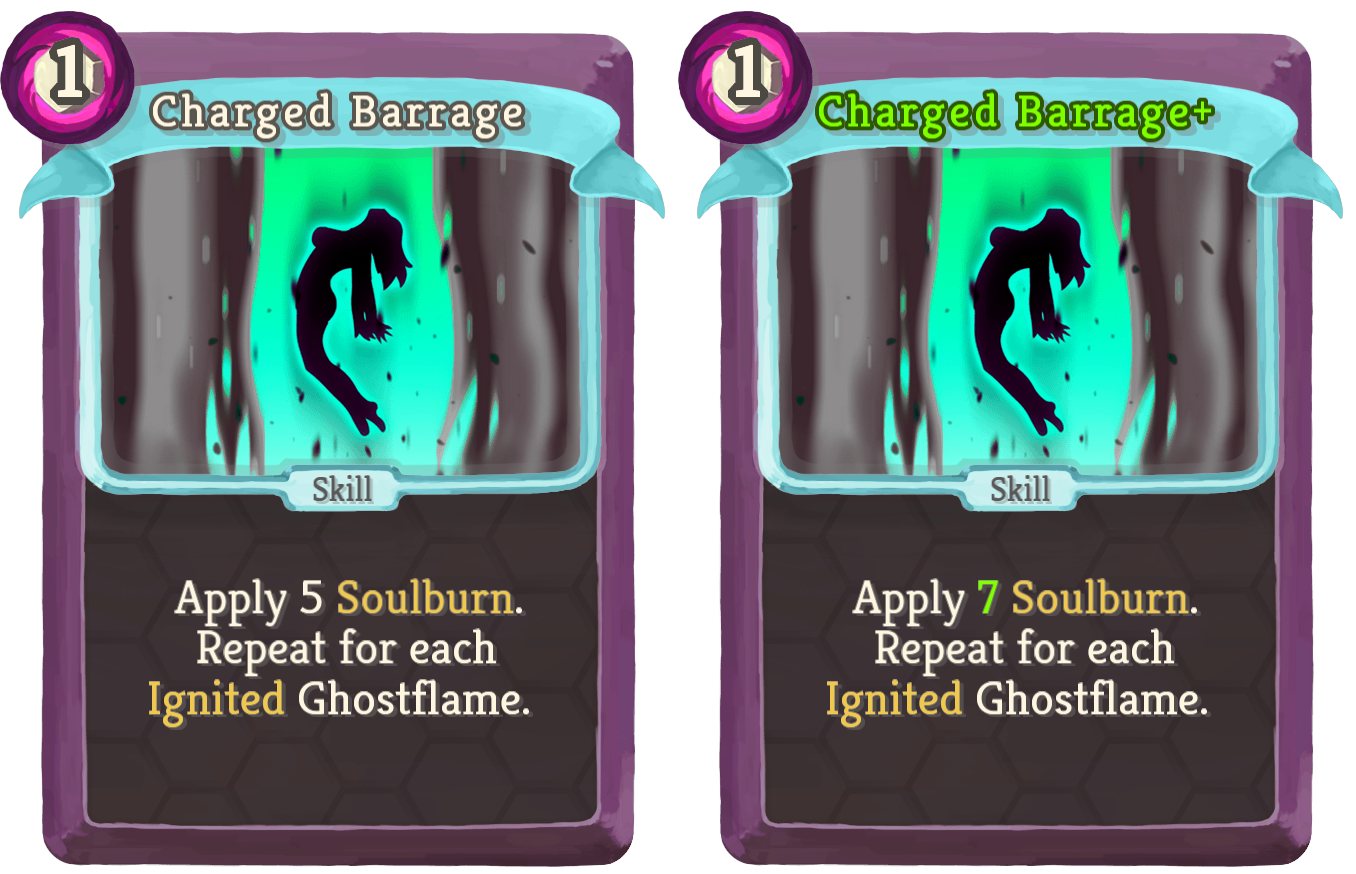 1
Charged Barrage
Skill
Apply 5 Soulburn.
Repeat for each
Ignited Ghostflame.
1
Charged Barrage+
Skill
Apply 7 Soulburn.
Repeat for each
Ignited Ghostflame.